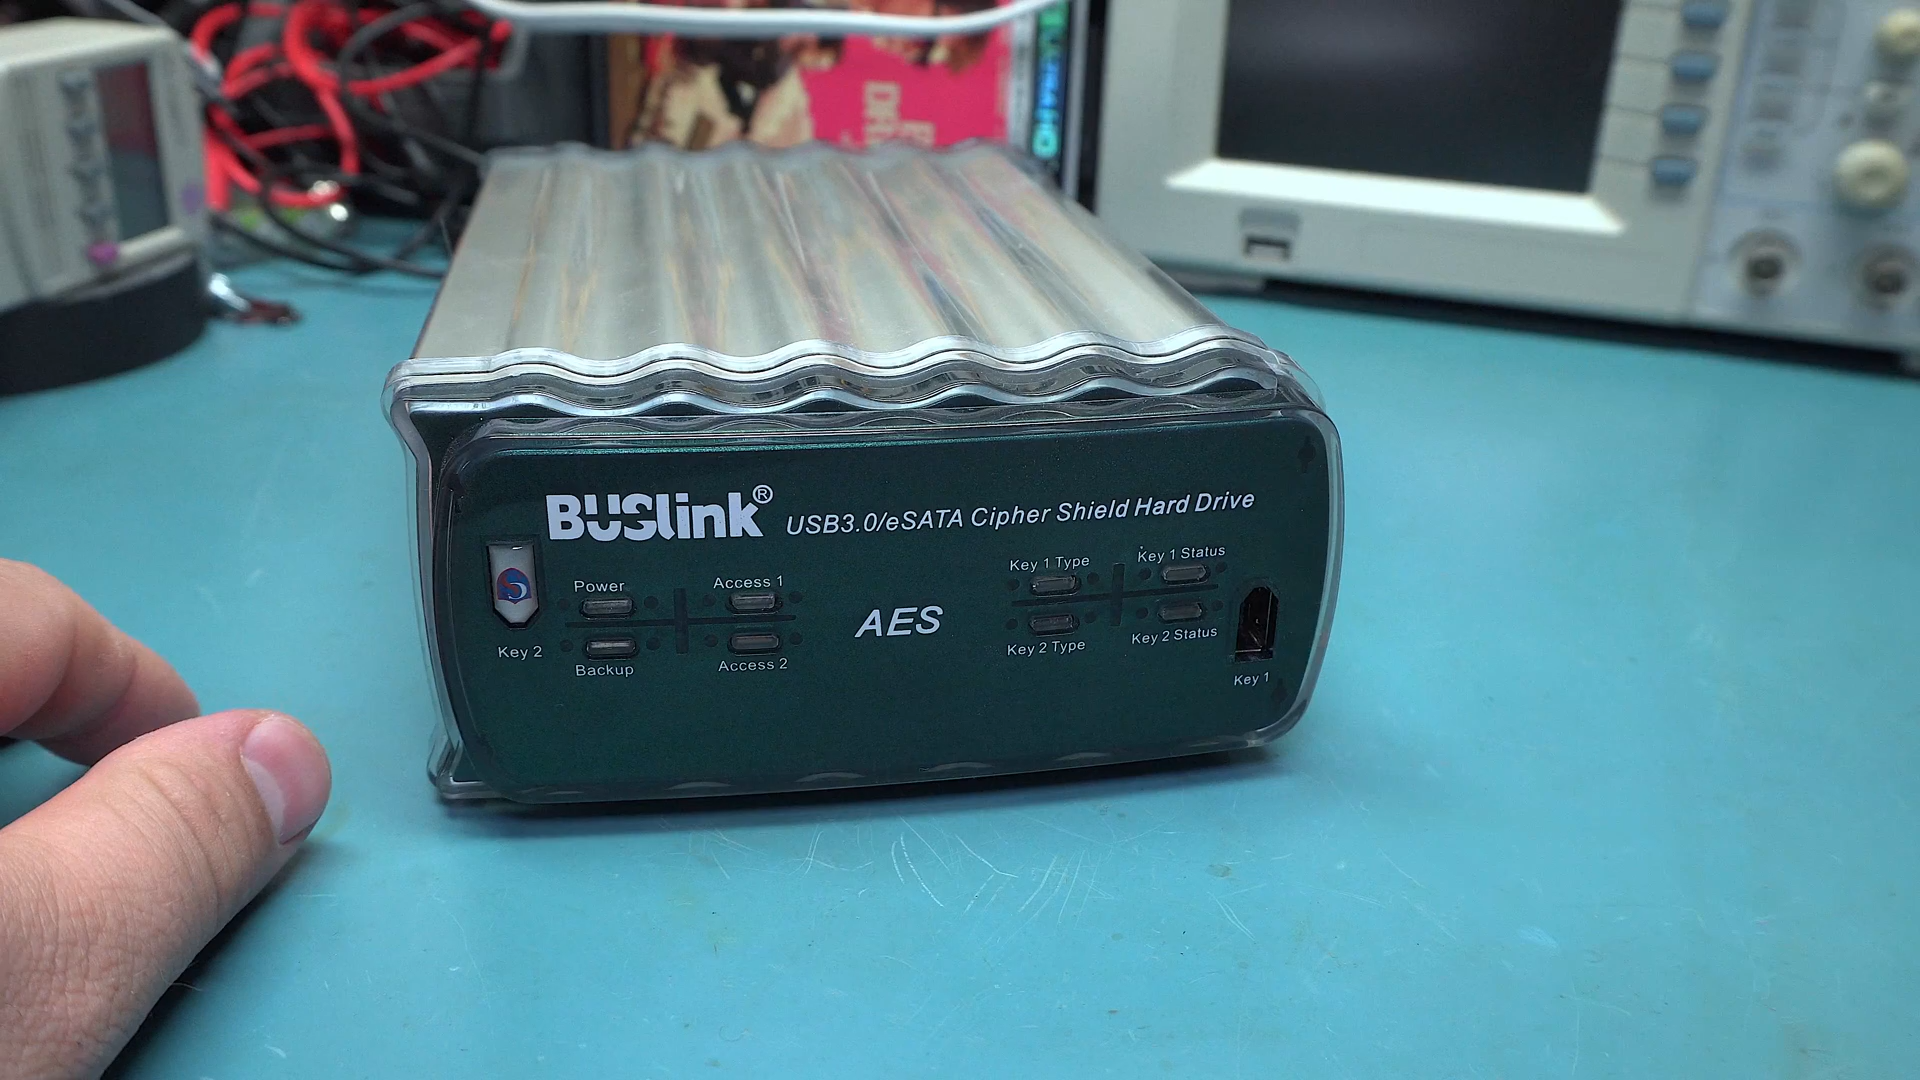 BUSlink®
USB3.0/eSATA Cipher Shield Hard Drive
Key 2
Power
Backup
Access 1
Access 2
AES
Key 1 Type
Key 2 Type
Key 1 Status
Key 2 Status
Key 1